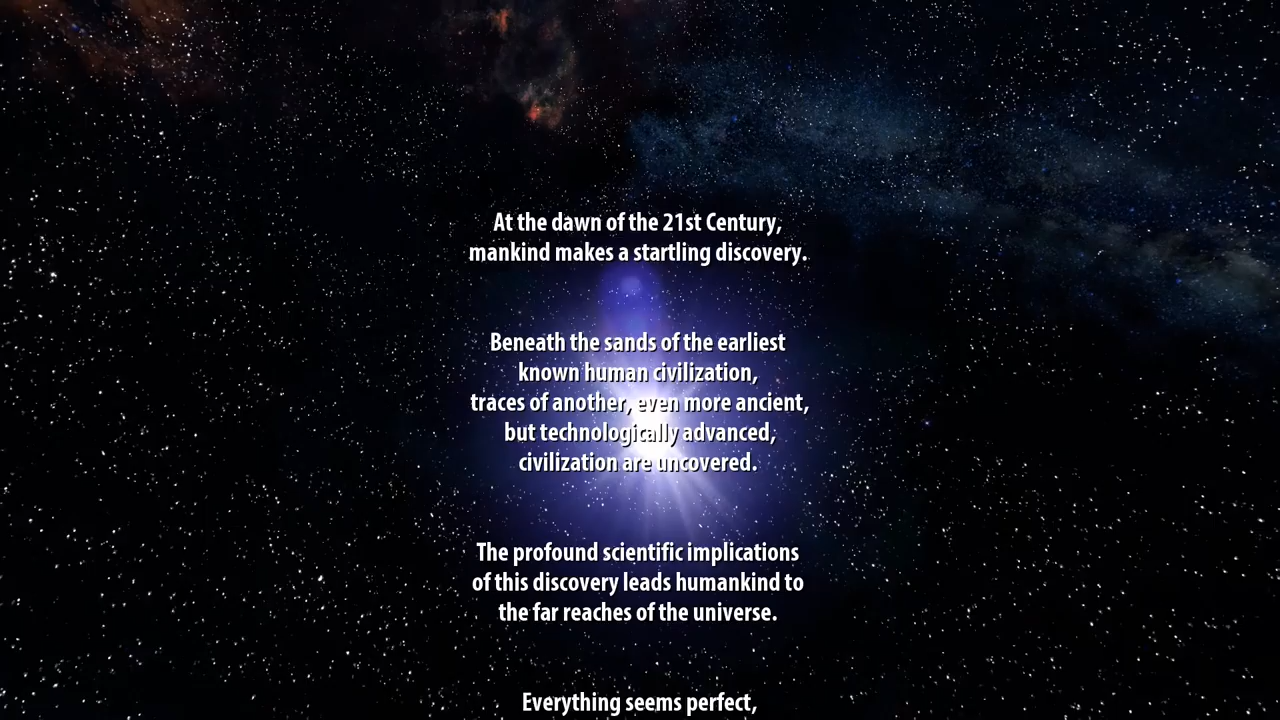 At the dawn of the 21st Century,
mankind makes a startling discovery.
Beneath the sands of the earliest
known human civilization,
traces of another, even more ancient,
but technologically advanced,
civilization are uncovered.
The profound scientific implications
of this discovery leads humankind to
the far reaches of the universe.
Everything seems perfect,